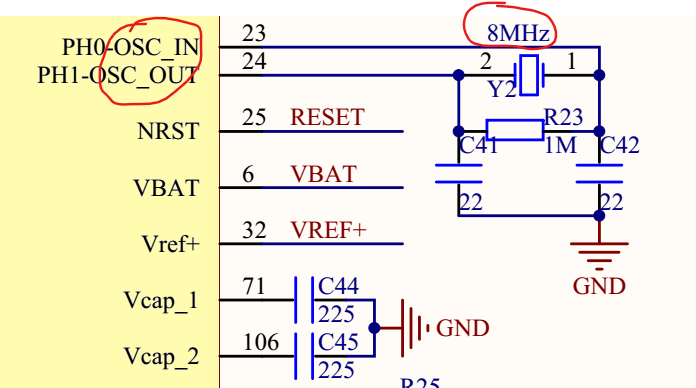 23 8MHz
PH0-OSC_IN
24 2 1
PH1-OSC_OUT Y2
25 RESET R23
NRST C41 1M C42
6 VBAT
VBAT 22 22
32 VREF+
Vref+
GND
71 C44
Vcap_1 225
GND
106 C45
Vcap_2 225
R25